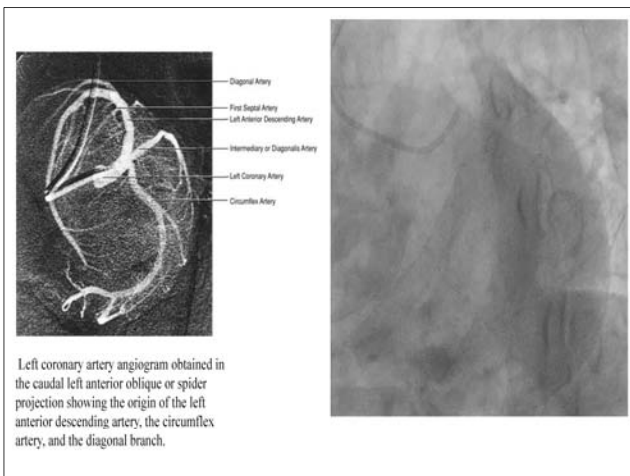 Diagonal Artery
First Septal Artery
Left Anterior Descending Artery
Intermediary or Diagonalis Artery
Left Coronary Artery
Circumflex Artery
Left coronary artery angiogram obtained in
the caudal left anterior oblique or spider
projection showing the origin of the left
anterior descending artery, the circumflex
artery, and the diagonal branch.